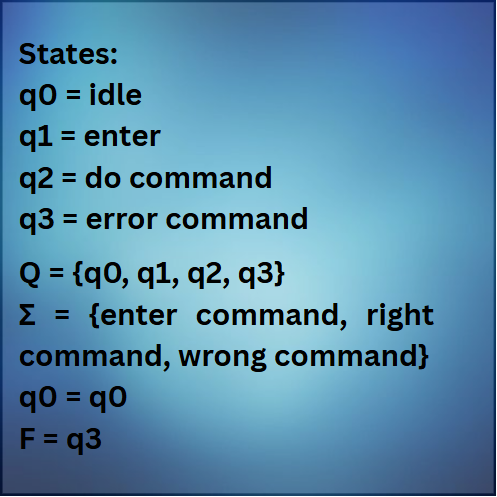 States:
q0 = idle
q1 = enter
q2 = do command
q3 = error command
Q = {q0, q1, q2, q3}
Σ = {enter command, right
command, wrong command}
q0 = q0
F = q3